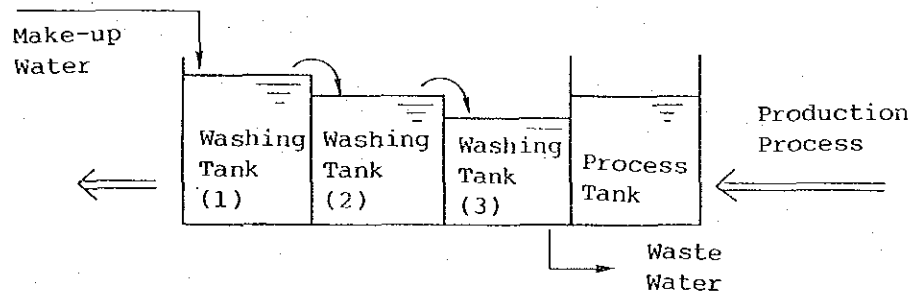 Make-up
Water
Washing
Tank
(1)
Washing
Tank
(2)
Washing
Tank
(3)
Process
Tank
Production
Process
Waste
Water